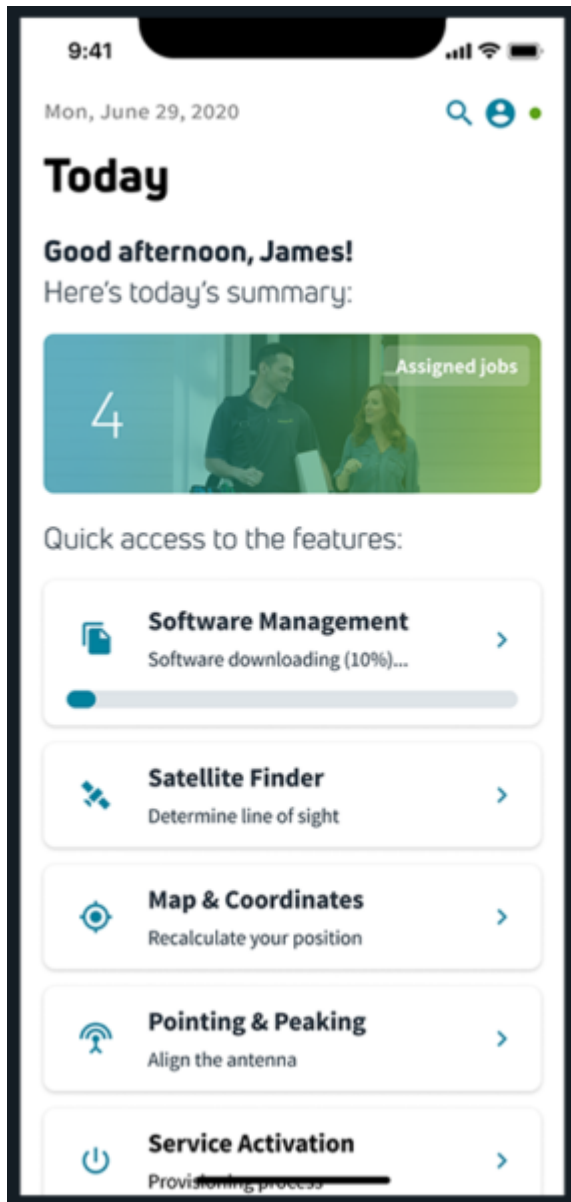 9:41
Mon, June 29, 2020
Today
Good afternoon, James!
Here's today's summary:
Assigned jobs
4
Quick access to the features:
Software Management
Software downloading (10%)...
Satellite Finder
Determine line of sight
Map & Coordinates
Recalculate your position
Pointing & Peaking
Align the antenna
Service Activation
Provisioning process